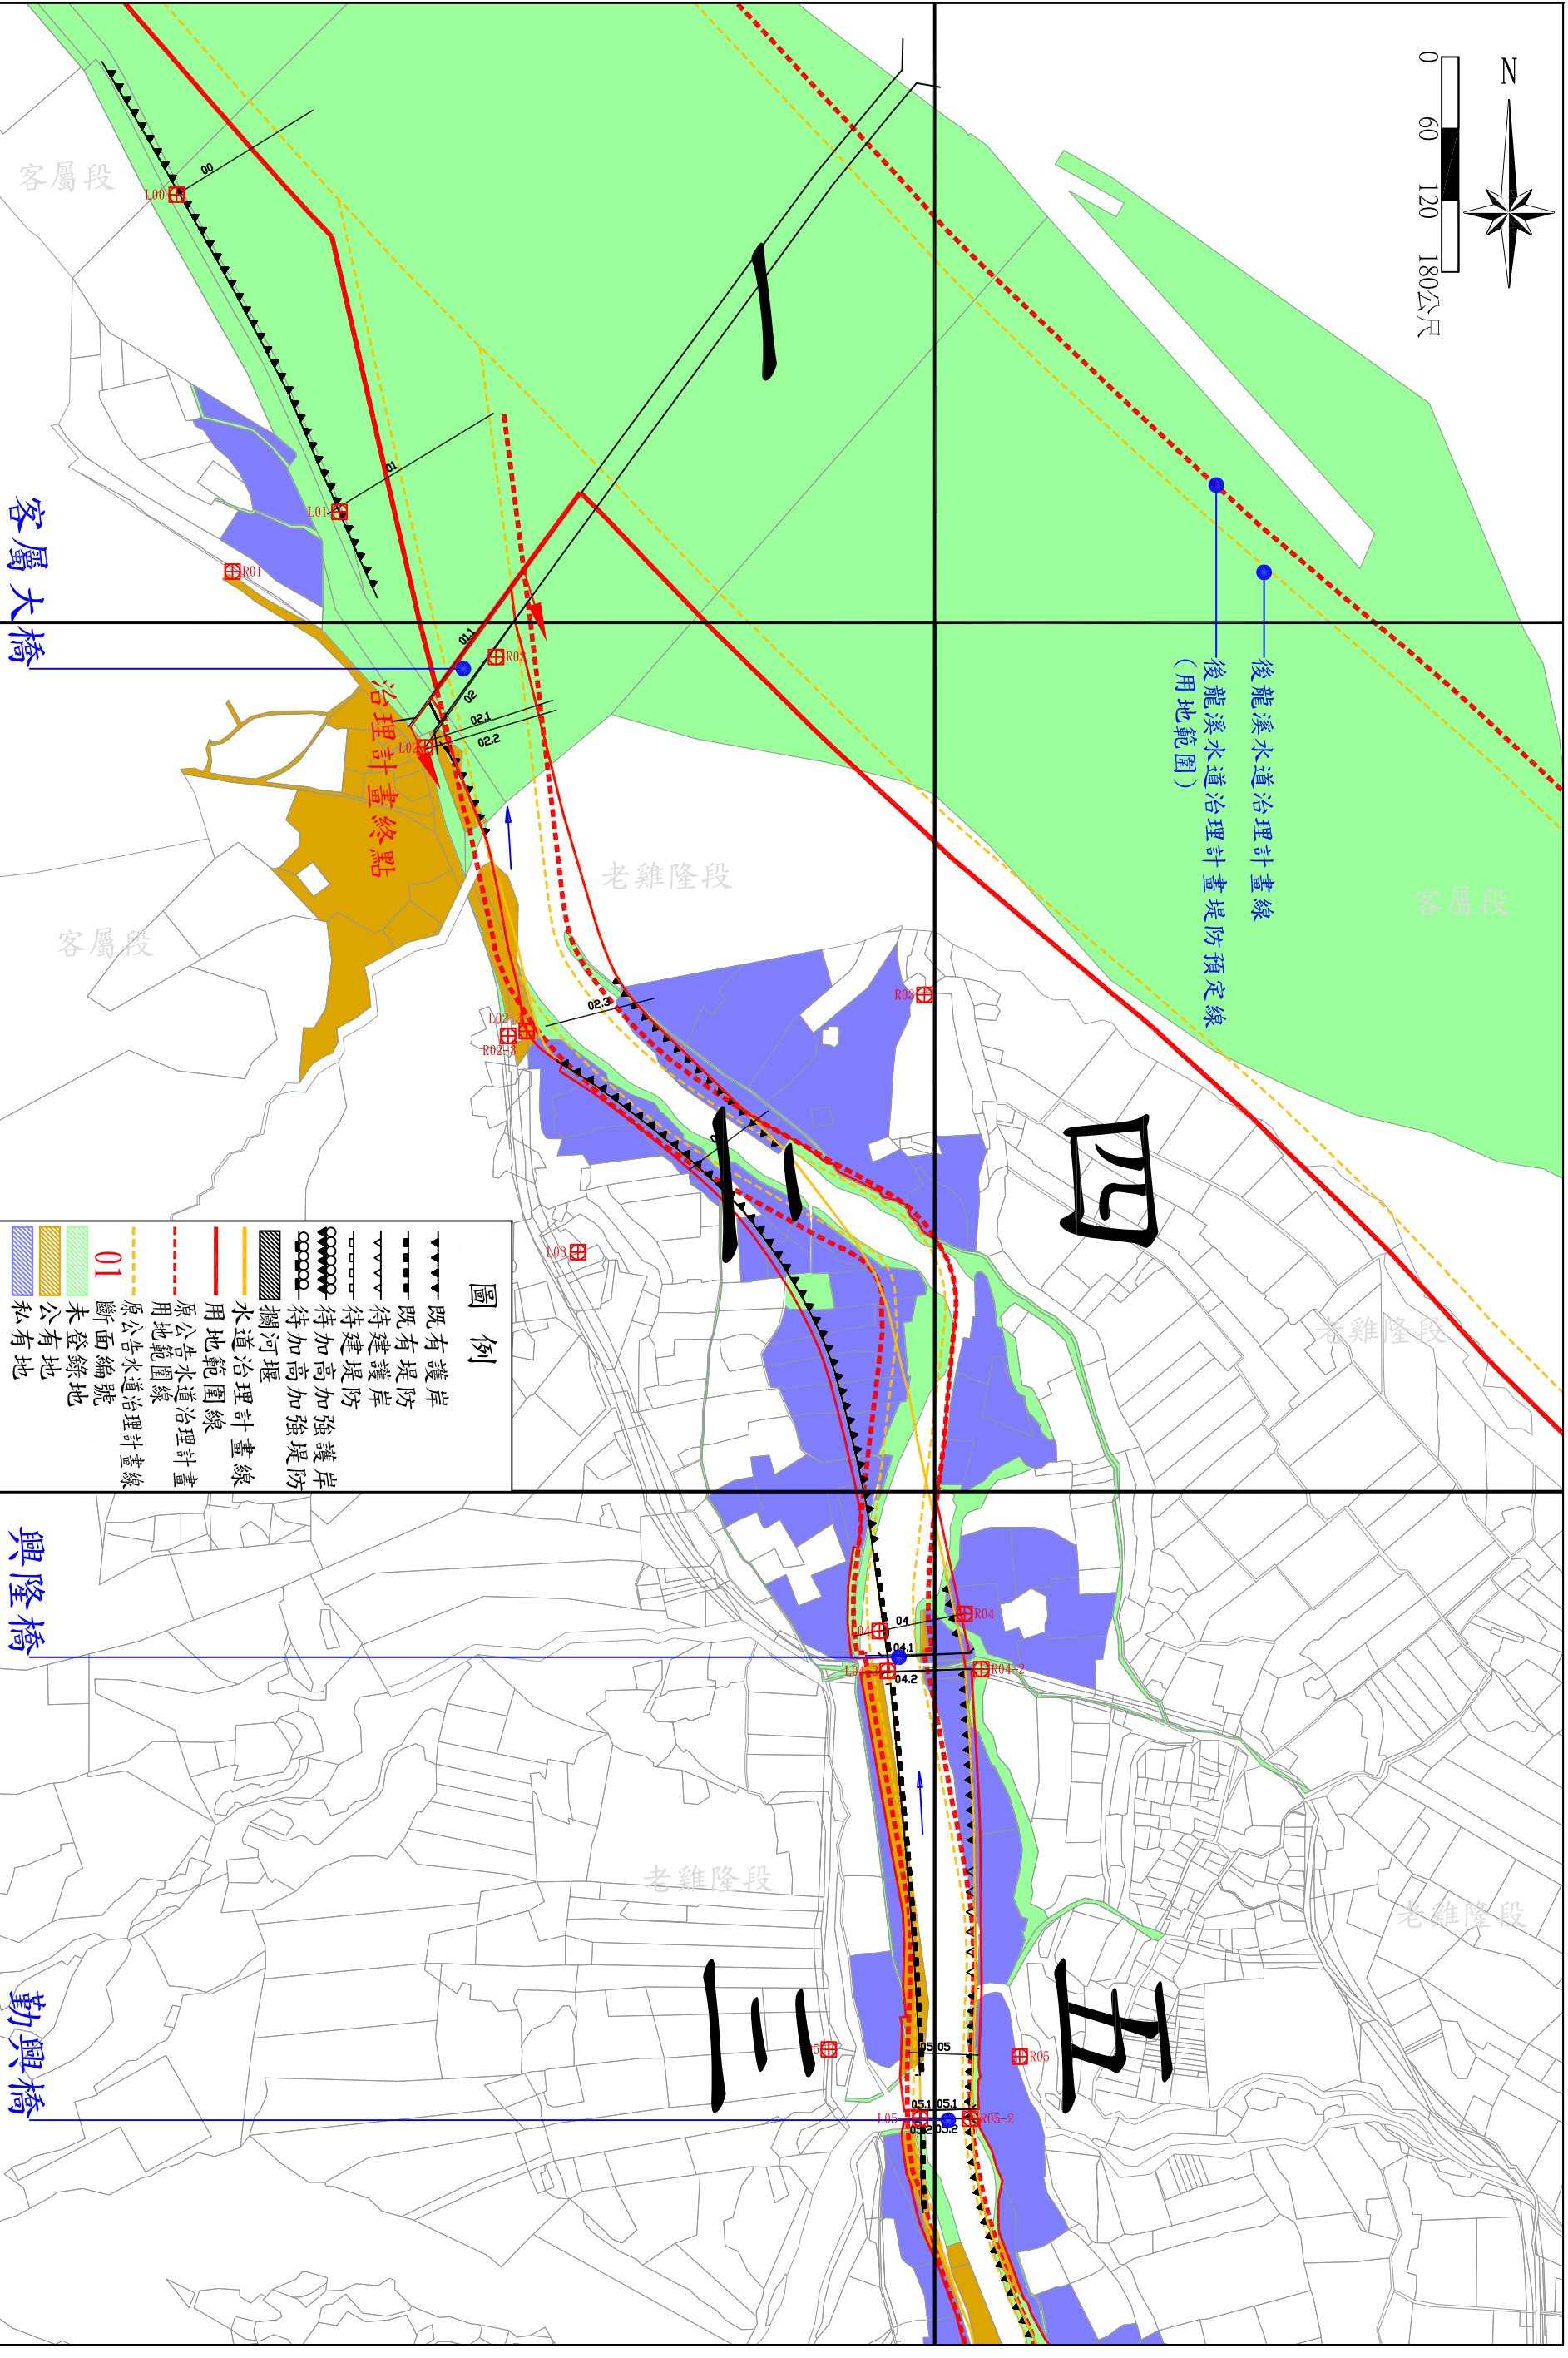 N
0 60 120 180公尺
後龍溪水道治理計畫線
後龍溪水道治理計畫堤防預定線
(用地範圍)
客屬段
客屬段
客屬段
老雞隆段
老雞隆段
老雞隆段
老雞隆段
一
二
三
四
五
00
L00
01
L01
R01
01.1
R02
02
02.1
02.2
L02
治理計畫終點
02.3
R03
R02-3
L03
04
R04
04.1
04.2
R04-2
05
05
R05
05.1
05.1
05.2
R05-2
客屬大橋
興隆橋
勤興橋
圖例
既有護岸
既有堤防
待建護岸
待建堤防
待加高加強護岸
待加高加強堤防
攔河堰
水道治理計畫線
用地範圍線
原公告水道治理計畫
用地範圍線
原公告水道治理計畫線
01 斷面編號
未登錄地
公有地
私有地